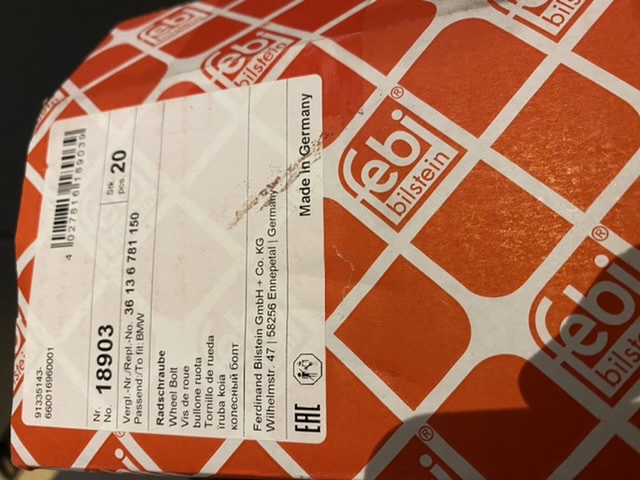 91335143-
6600016960001
4 027816 189039
Nr.
No. 18903
Stk
pcs. 20
Vergl.-Nr./Repl.-No. 36 13 6 781 150
Passend:/To fit: BMW
Radschraube
Wheel Bolt
Vis de roue
bullone ruota
Tornillo de rueda
śruba koła
колесный болт
Ferdinand Bilstein GmbH + Co. KG
Wilhelmstr. 47 | 58256 Ennepetal | Germany
EAC
Made in Germany
febi®
bilstein
febi
bilstein
febi
bilstein
febi®
bilstein